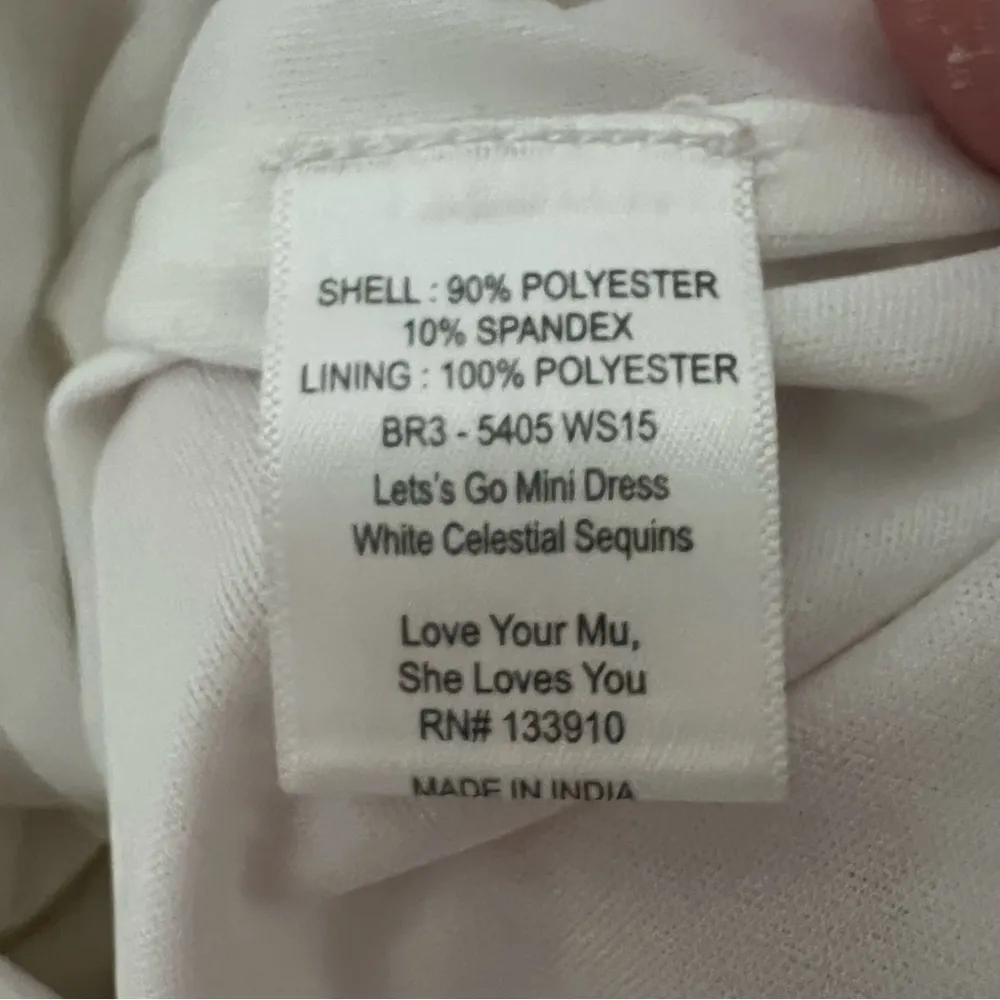 SHELL : 90% POLYESTER
10% SPANDEX
LINING : 100% POLYESTER
BR3 - 5405 WS15
Lets's Go Mini Dress
White Celestial Sequins
Love Your Mu,
She Loves You
RN# 133910
MADE IN INDIA